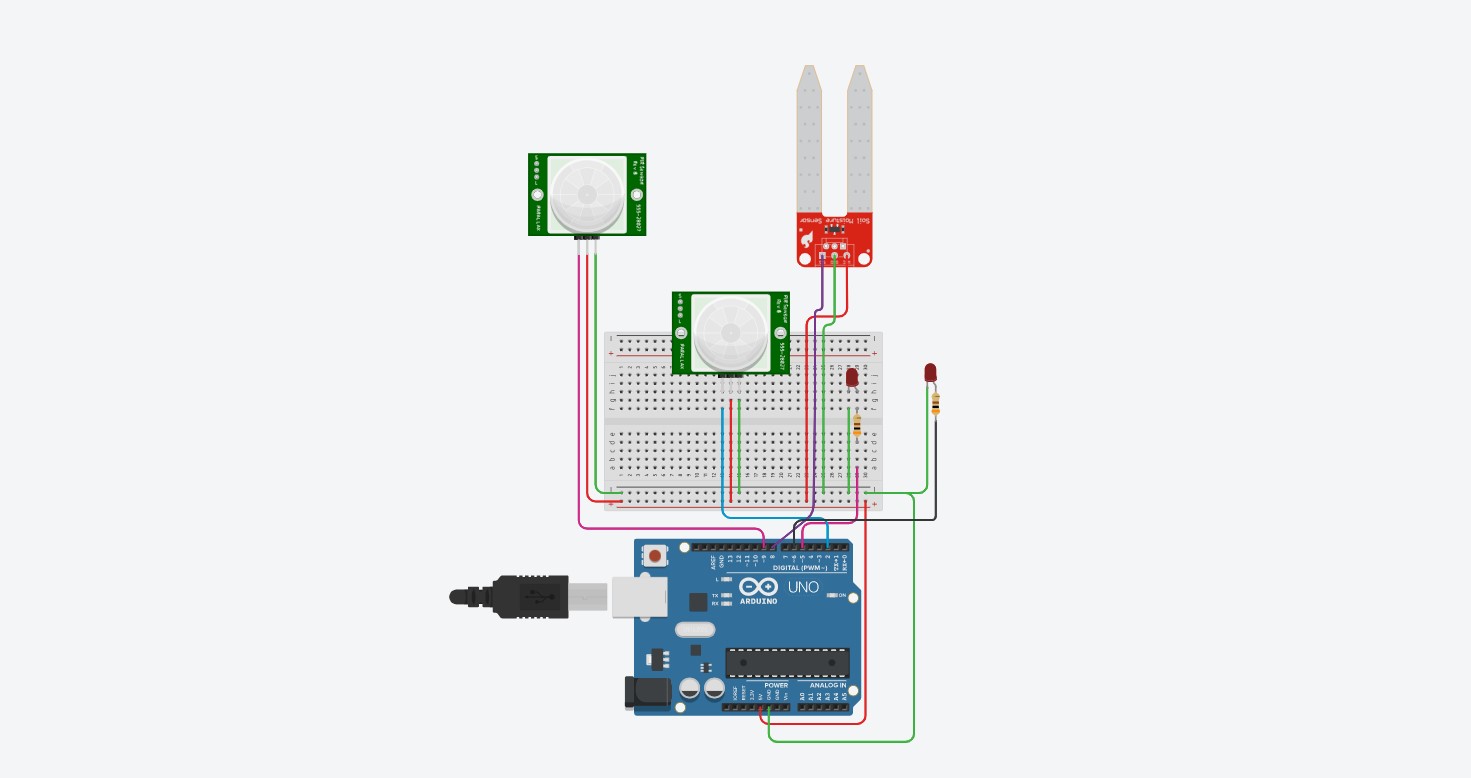 PIR Sensor
Rev B
PARALLAX
555-28027
Soil Moisture Sensor
PIR Sensor
Rev B
PARALLAX
555-28027
j
i
h
g
f
e
d
c
b
a
AREF
GND
13
12
~11
~10
~9
8
7
~6
~5
4
~3
2
TX→1
RX←0
DIGITAL (PWM~)
L
TX
RX
ARDUINO
UNO
ON
POWER
ANALOG IN
IOREF
RESET
3.3V
5V
GND
GND
Vin
A0
A1
A2
A3
A4
A5